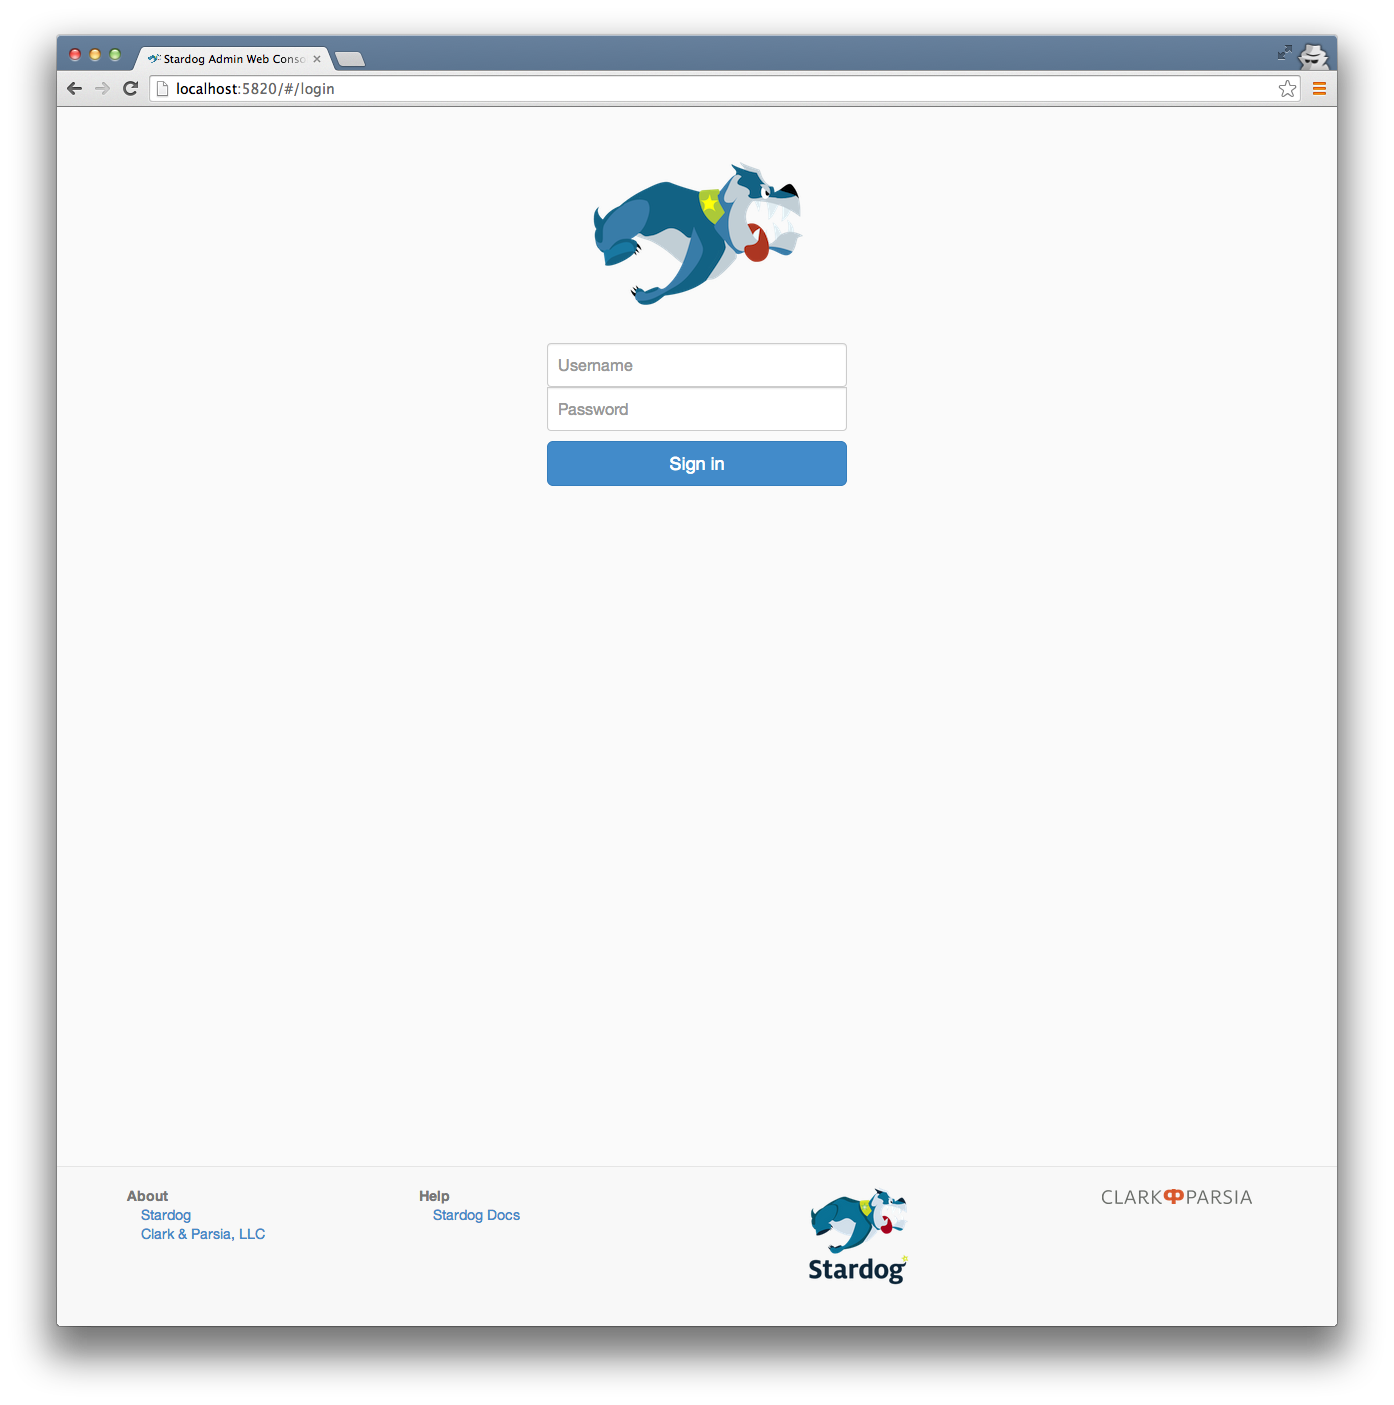 Stardog Admin Web Conso
localhost:5820/#/login
Username
Password
Sign in
About
Stardog
Clark & Parsia, LLC
Help
Stardog Docs
Stardog
CLARK PARSIA